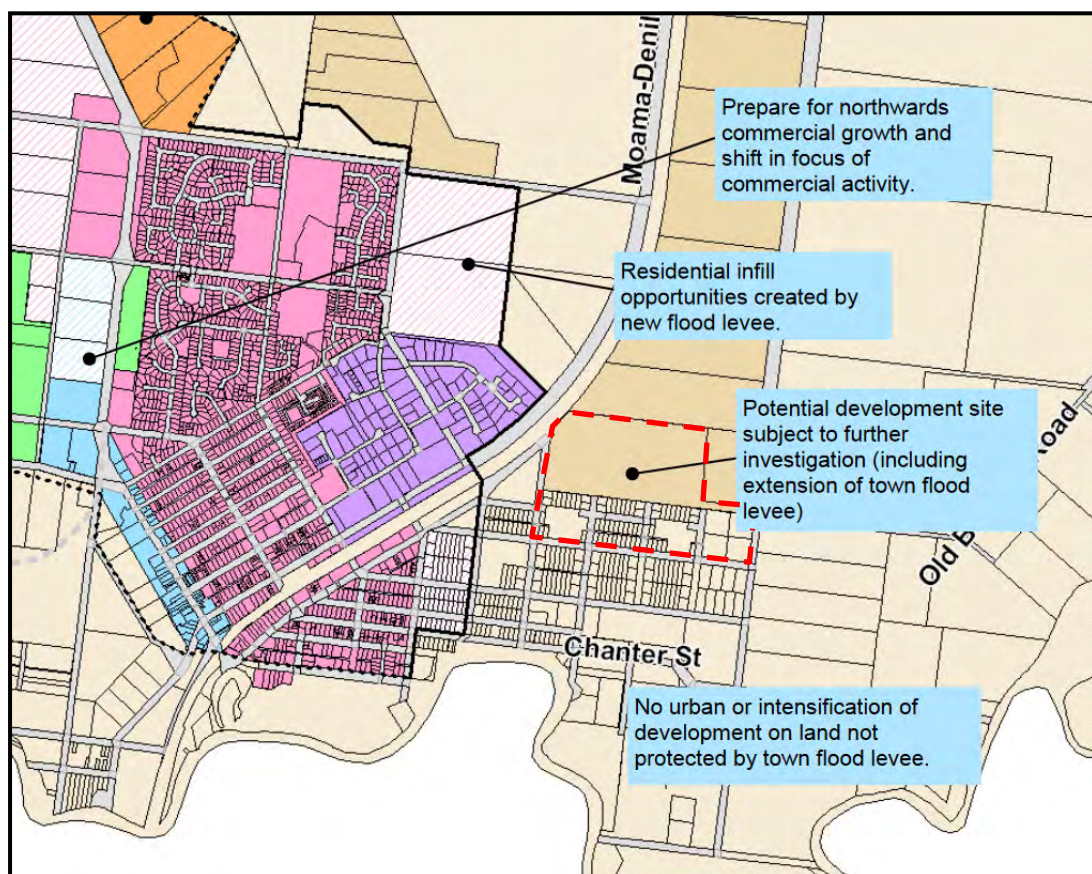 Moama-Denil
Prepare for northwards
commercial growth and
shift in focus of
commercial activity.
Residential infill
opportunities created by
new flood levee.
Potential development site
subject to further
investigation (including
extension of town flood
levee)
Old B
Road
Chanter St
No urban or intensification of
development on land not
protected by town flood levee.